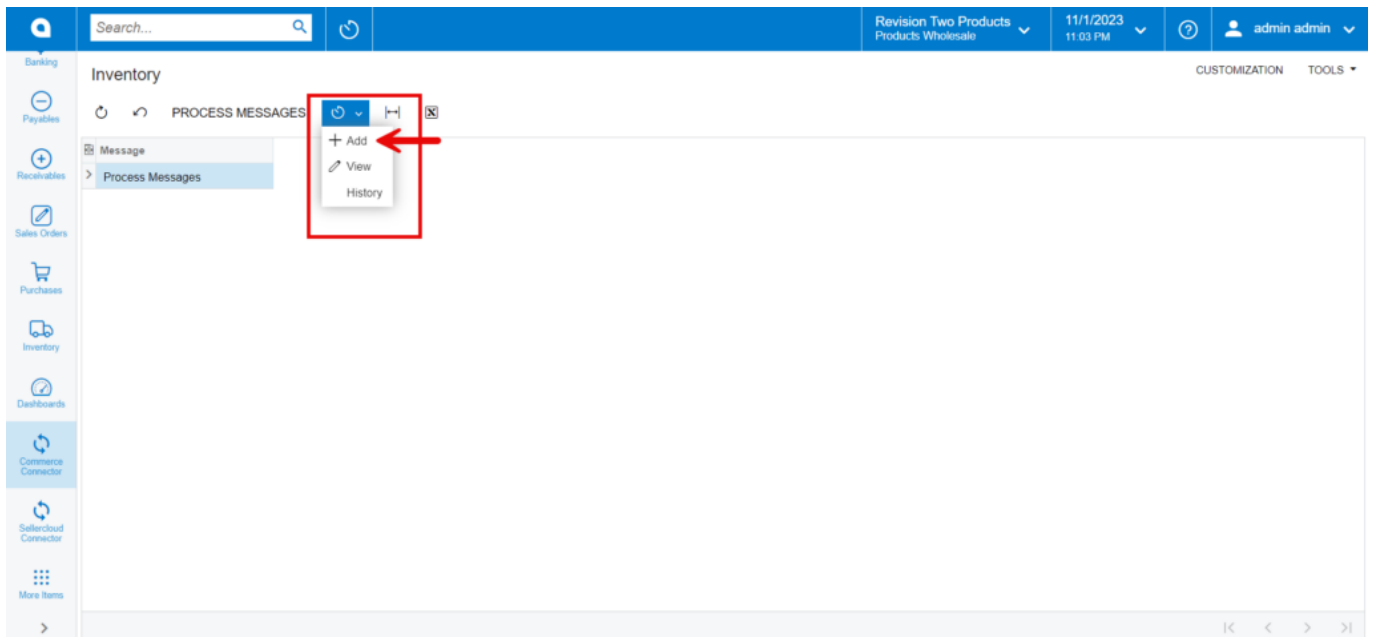 Search...
Revision Two Products
Products Wholesale
11/1/2023
11:03 PM
admin admin
Banking
Payables
Receivables
Sales Orders
Purchases
Inventory
Dashboards
Commerce
Connector
Sellercloud
Connector
More Items
Inventory
CUSTOMIZATION
TOOLS
PROCESS MESSAGES
Add
View
History
Message
Process Messages